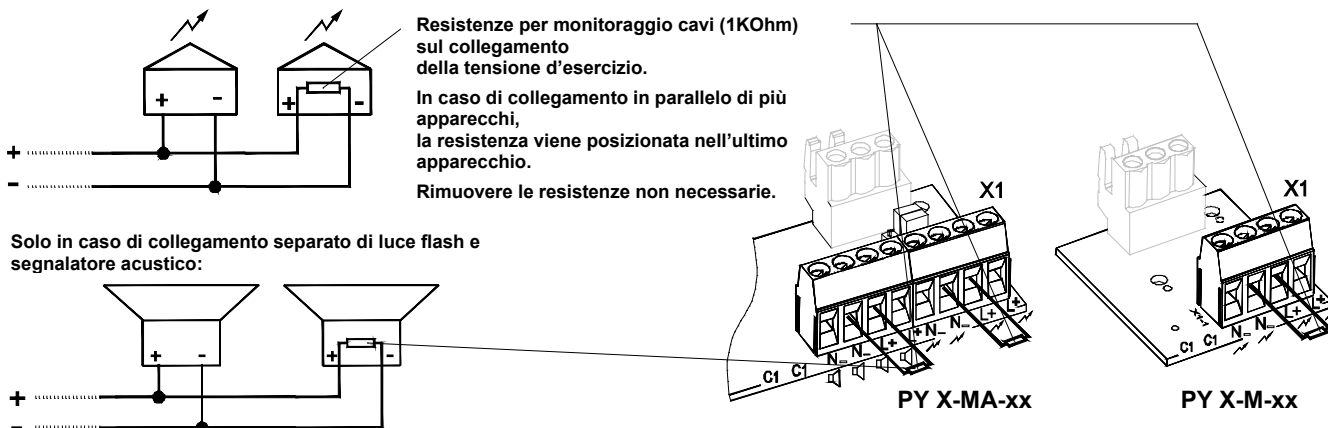 Resistenze per monitoraggio cavi (1KOhm)
sul collegamento
della tensione d’esercizio.
In caso di collegamento in parallelo di più
apparecchi,
la resistenza viene posizionata nell’ultimo
apparecchio.
Rimuovere le resistenze non necessarie.
+ -
+ -
+
-
Solo in caso di collegamento separato di luce flash e
segnalatore acustico:
+ -
+ -
+
-
X1
C1 C1 N- N- L+ L+ N- N- L+ L+
PY X-MA-xx
X1
X1-1
C1 C1 N- N- L+ L+
PY X-M-xx